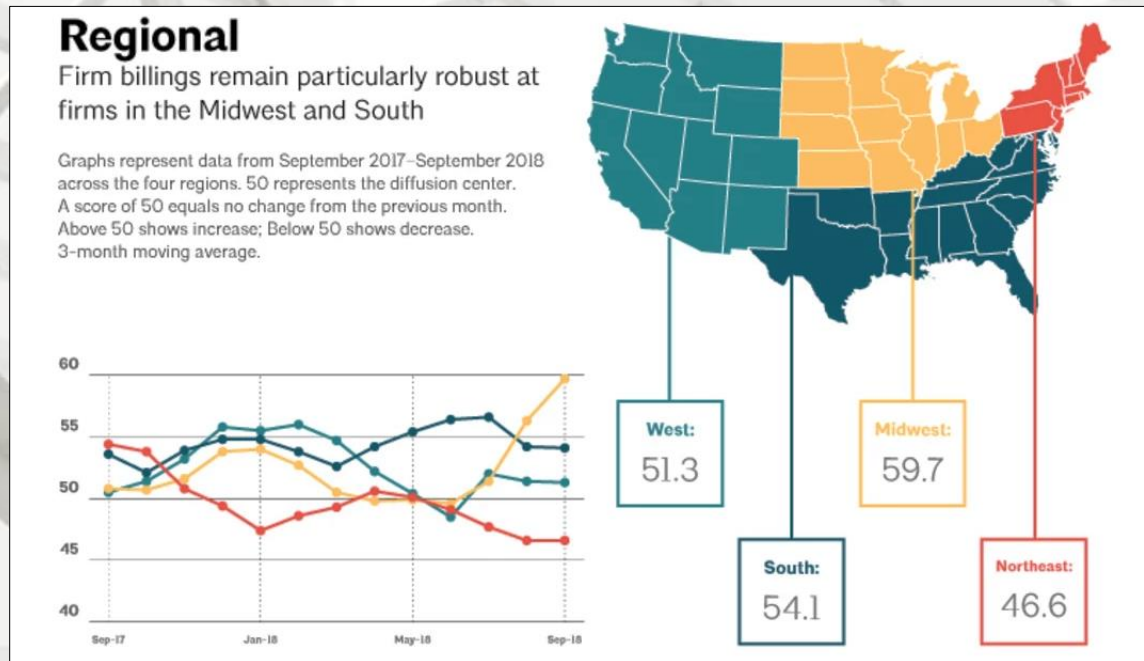 Regional
Firm billings remain particularly robust at
firms in the Midwest and South
Graphs represent data from September 2017–September 2018
across the four regions. 50 represents the diffusion center.
A score of 50 equals no change from the previous month.
Above 50 shows increase; Below 50 shows decrease.
3-month moving average.
60
55
50
45
40
Sep-17
Jan-18
May-18
Sep-18
West:
51.3
Midwest:
59.7
South:
54.1
Northeast:
46.6